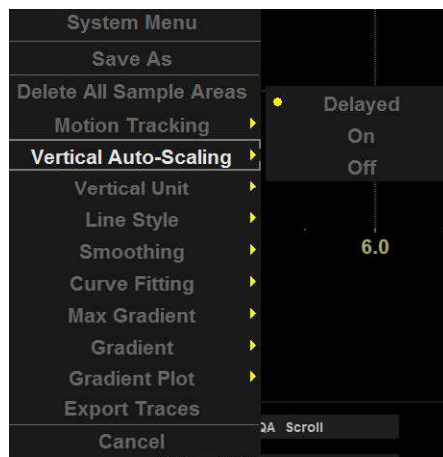 System Menu
Save As
Delete All Sample Areas
Motion Tracking
Vertical Auto-Scaling
Vertical Unit
Line Style
Smoothing
Curve Fitting
Max Gradient
Gradient
Gradient Plot
Export Traces
Cancel
Delayed
On
Off
6.0
QA Scroll